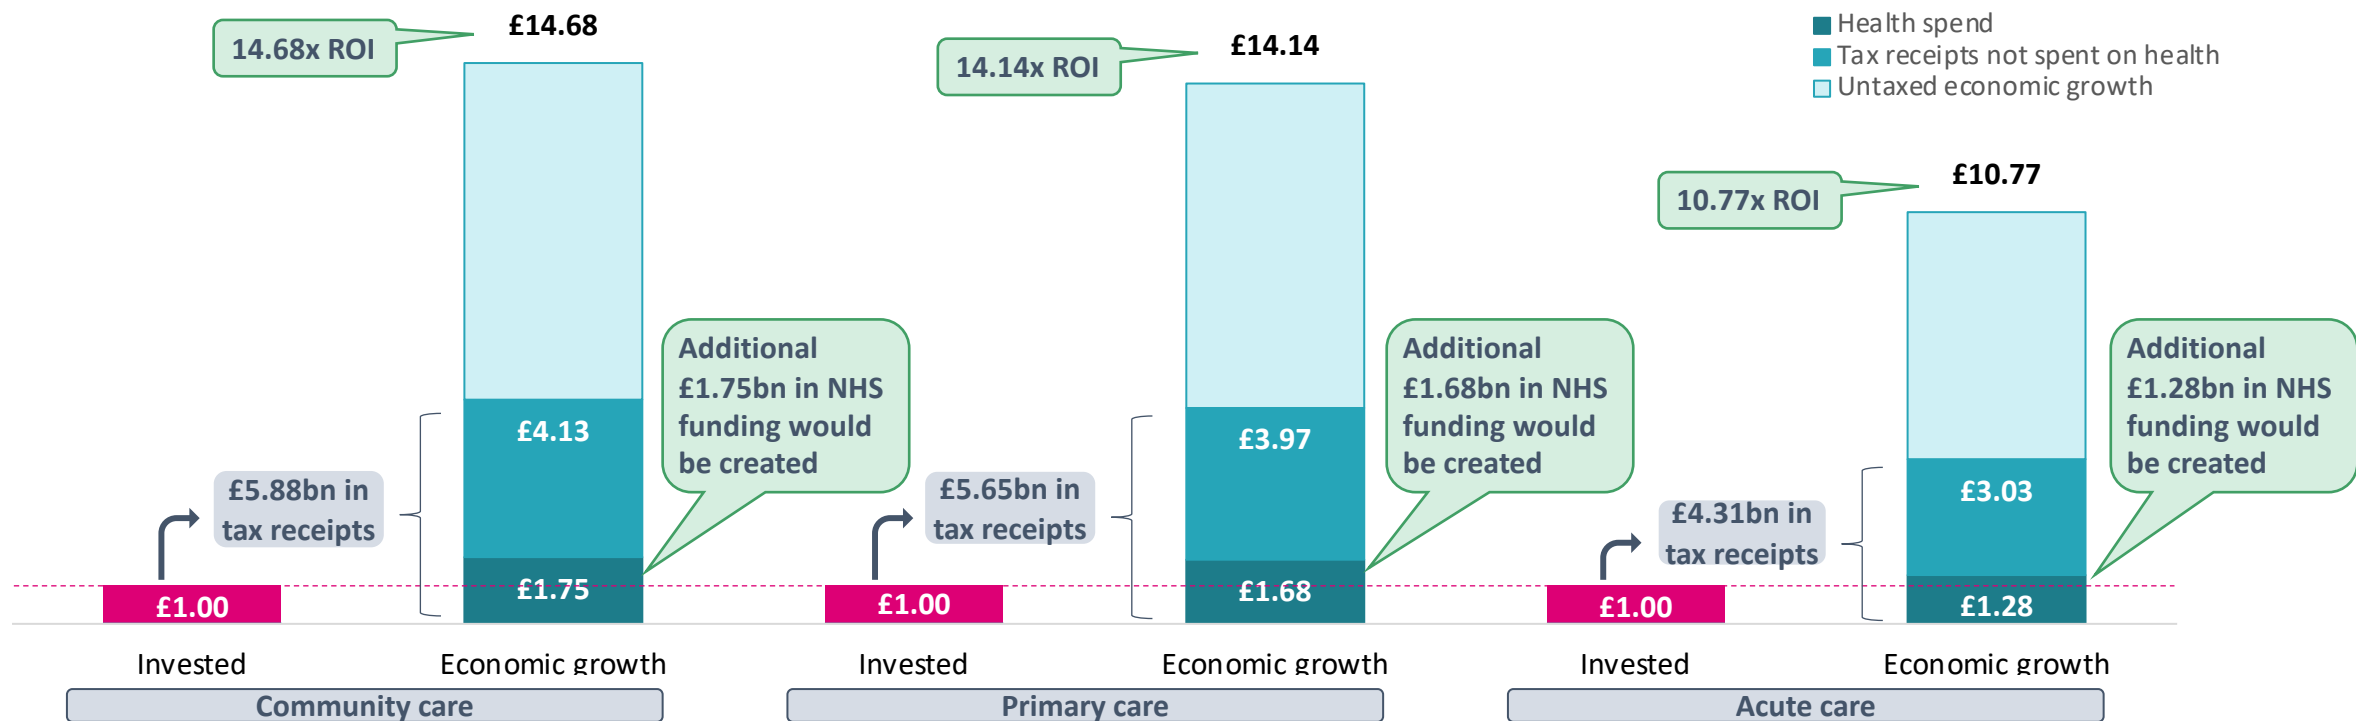 14.68x ROI
£14.68
14.14x ROI
£14.14
Health spend
Tax receipts not spent on health
Untaxed economic growth
10.77x ROI
£10.77
£5.88bn in
tax receipts
£4.13
£1.75
Additional
£1.75bn in NHS
funding would
be created
£1.00
£5.65bn in
tax receipts
£3.97
£1.68
Additional
£1.68bn in NHS
funding would
be created
£1.00
£4.31bn in
tax receipts
£3.03
£1.28
Additional
£1.28bn in NHS
funding would
be created
£1.00
Invested
Economic growth
Invested
Economic growth
Invested
Economic growth
Community care
Primary care
Acute care